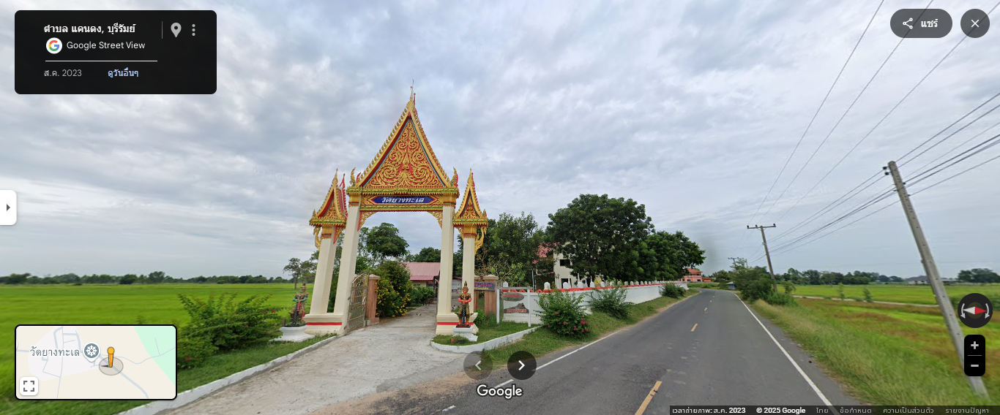 ตำบล แคนดง, บุรีรัมย์
Google Street View
ส.ค. 2023
ดูวันอื่นๆ
แชร์
วัดยางทะเล
วัดยางทะเล
Google
เวลาถ่ายภาพ: ส.ค. 2023
© 2025 Google
ไทย
ข้อกำหนด
ความเป็นส่วนตัว
รายงานปัญหา